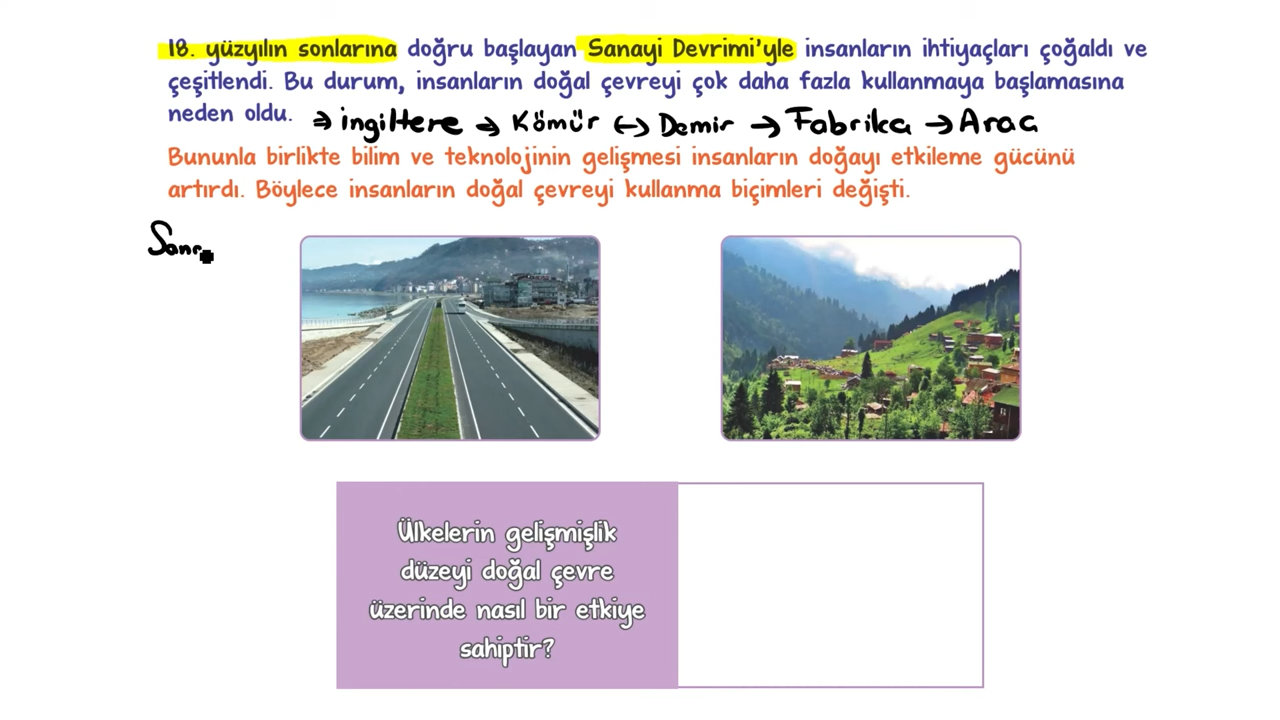 18. yüzyılın sonlarına doğru başlayan Sanayi Devrimi'yle insanların ihtiyaçları çoğaldı ve
çeşitlendi. Bu durum, insanların doğal çevreyi çok daha fazla kullanmaya başlamasına
neden oldu. → ingiltere → Kömür ↔ Demir → Fabrika → Araa
Bununla birlikte bilim ve teknolojinin gelişmesi insanların doğayı etkileme gücünü
artırdı. Böylece insanların doğal çevreyi kullanma biçimleri değişti.
Sanr
Ülkelerin gelişmişlik
düzeyi doğal çevre
üzerinde nasıl bir etkiye
sahiptir?